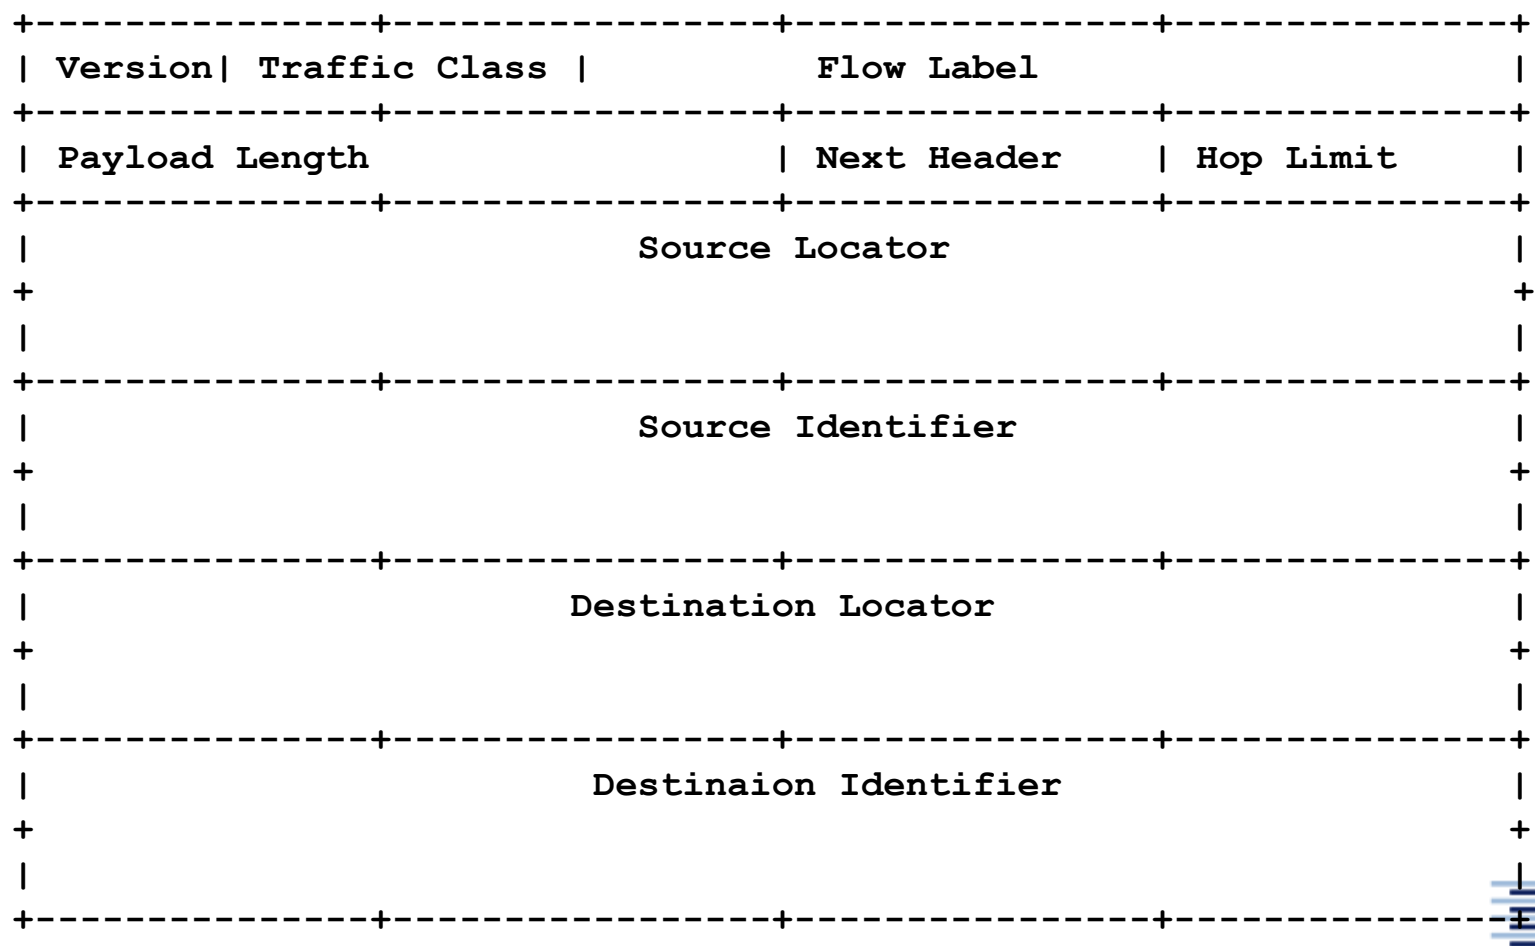 +---------------+-----------------+----------------+---------------+
| Version| Traffic Class |          Flow Label                     |
+---------------+-----------------+----------------+---------------+
| Payload Length                  | Next Header    | Hop Limit     |
+---------------+-----------------+----------------+---------------+
|                           Source Locator                         |
+                                                                  +
|                                                                  |
+---------------+-----------------+----------------+---------------+
|                           Source Identifier                      |
+                                                                  +
|                                                                  |
+---------------+-----------------+----------------+---------------+
|                        Destination Locator                       |
+                                                                  +
|                                                                  |
+---------------+-----------------+----------------+---------------+
|                         Destinaion Identifier                    |
+                                                                  +
|                                                                  |
+---------------+-----------------+----------------+---------------+